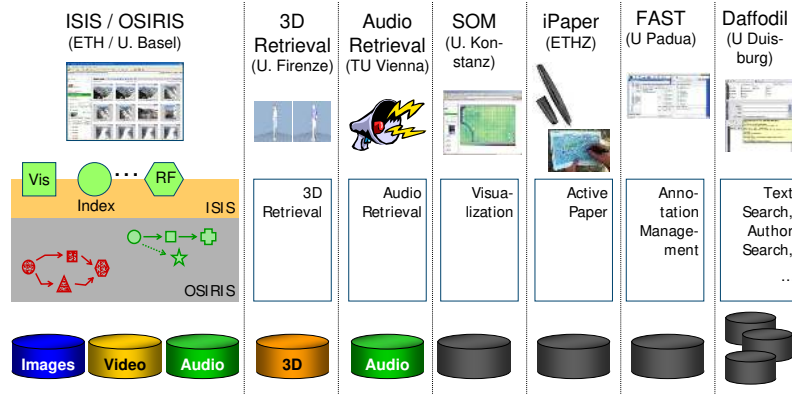 ISIS / OSIRIS
(ETH / U. Basel)
3D
Retrieval
(U. Firenze)
Audio
Retrieval
(TU Vienna)
SOM
(U. Kon-
stanz)
iPaper
(ETHZ)
FAST
(U Padua)
Daffodil
(U Duis-
burg)
Vis
Index
...
RF
ISIS
OSIRIS
3D
Retrieval
Audio
Retrieval
Visua-
lization
Active
Paper
Anno-
tation
Manage-
ment
Text
Search,
Author
Search,
...
Images
Video
Audio
3D
Audio